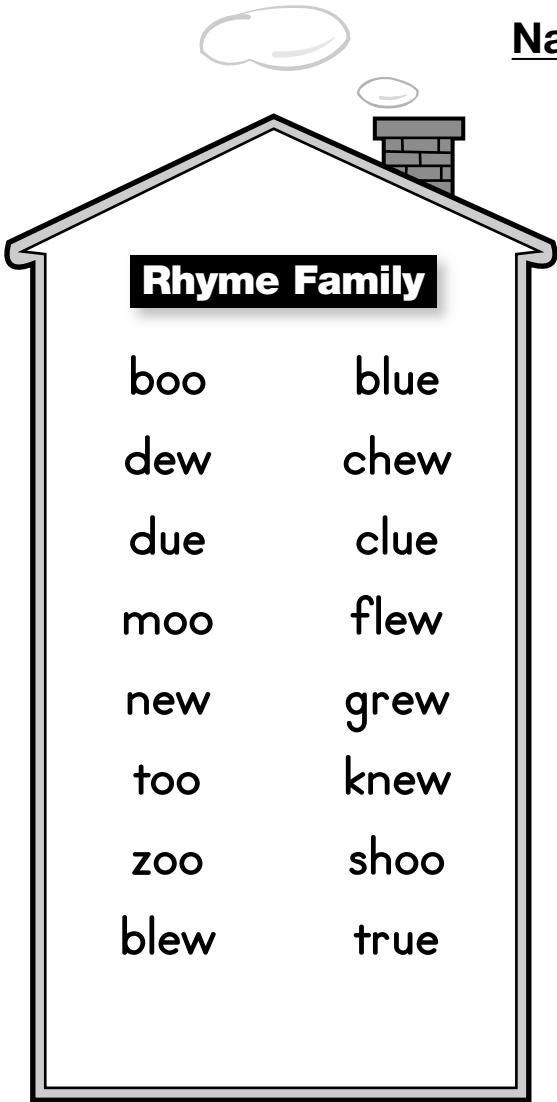 Na
Rhyme Family
boo blue
dew chew
due clue
moo flew
new grew
too knew
zoo shoo
blew true